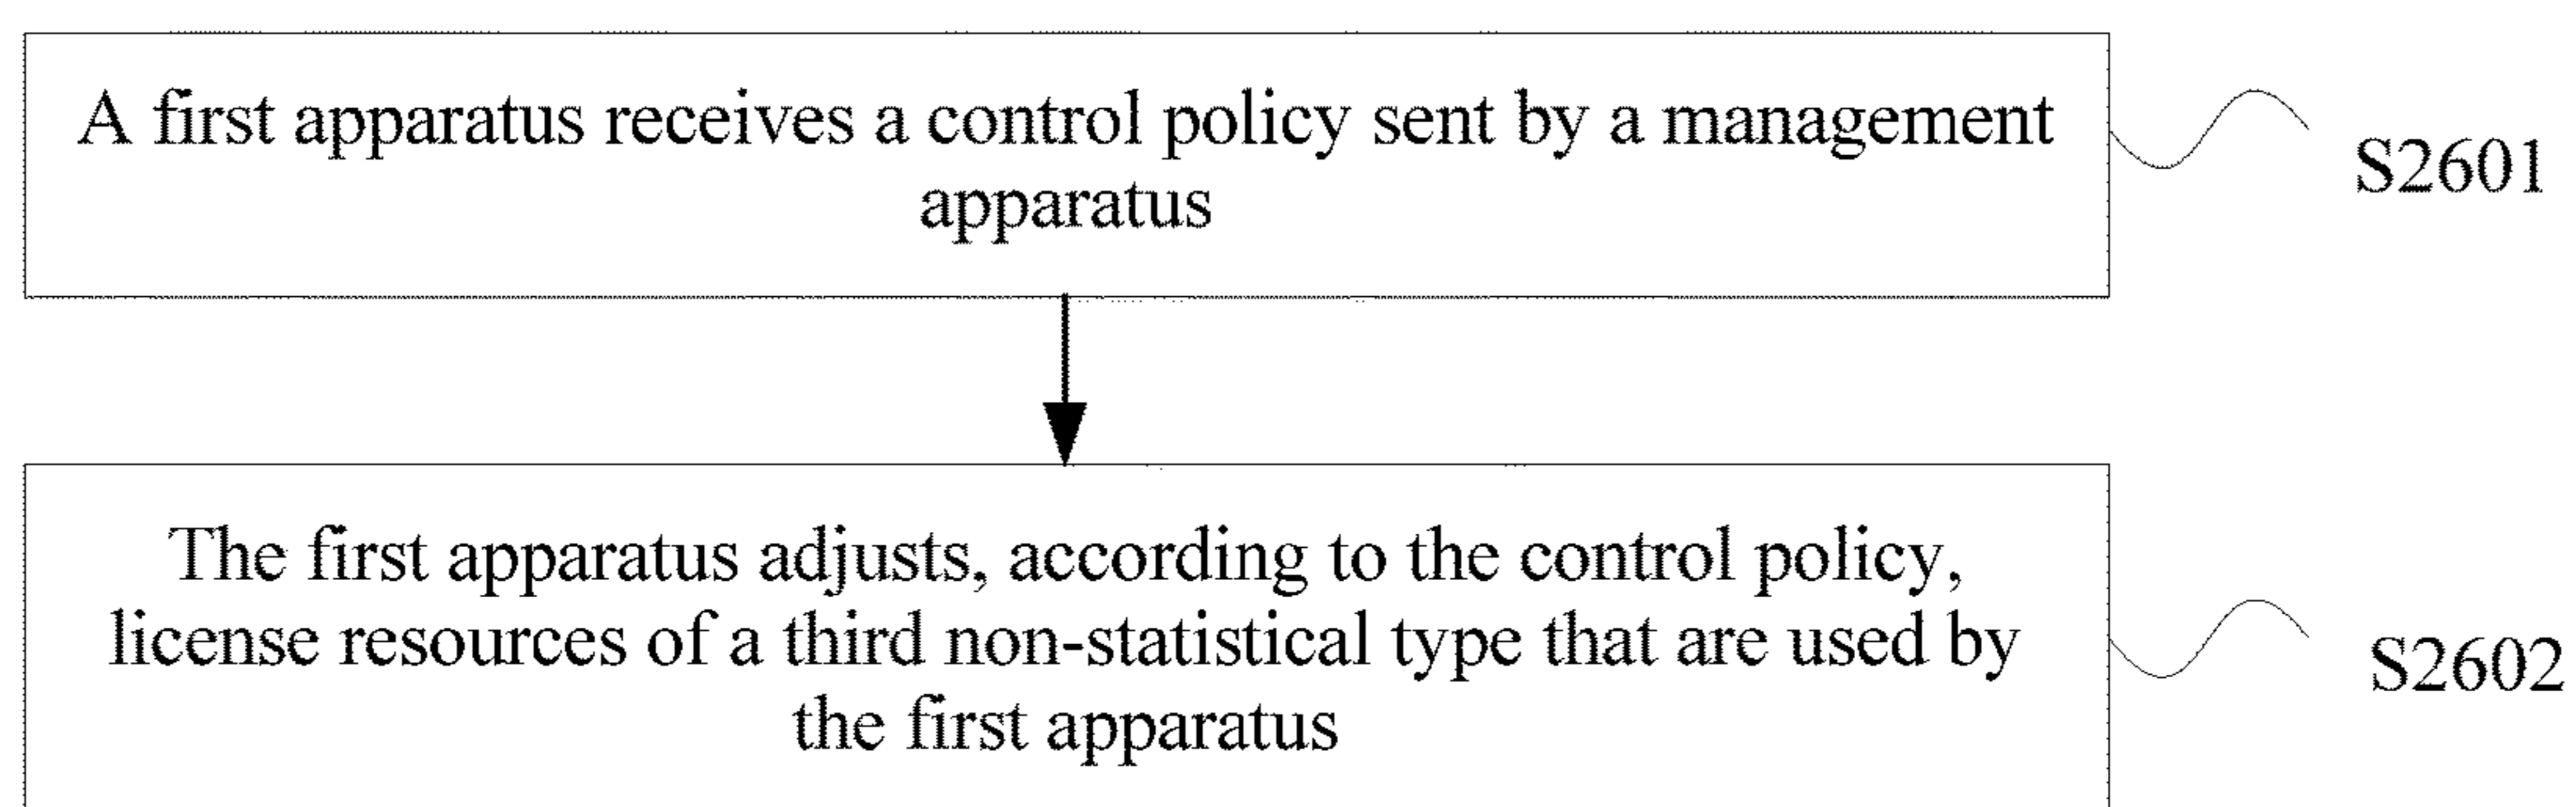 A first apparatus receives a control policy sent by a management
apparatus
S2601
The first apparatus adjusts, according to the control policy,
license resources of a third non-statistical type that are used by
the first apparatus
S2602